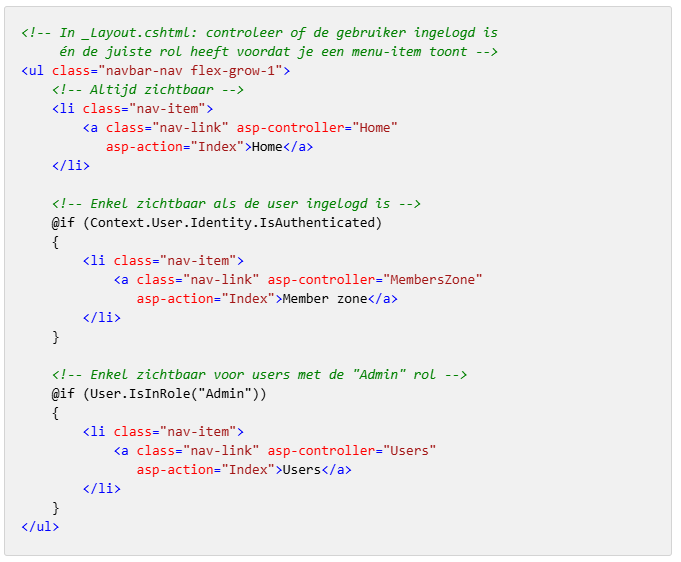 <!-- In _Layout.cshtml: controleer of de gebruiker ingelogd is
     én de juiste rol heeft voordat je een menu-item toont -->
<ul class="navbar-nav flex-grow-1">
    <!-- Altijd zichtbaar -->
    <li class="nav-item">
        <a class="nav-link" asp-controller="Home"
           asp-action="Index">Home</a>
    </li>

    <!-- Enkel zichtbaar als de user ingelogd is -->
    @if (Context.User.Identity.IsAuthenticated)
    {
        <li class="nav-item">
            <a class="nav-link" asp-controller="MembersZone"
               asp-action="Index">Member zone</a>
        </li>
    }

    <!-- Enkel zichtbaar voor users met de "Admin" rol -->
    @if (User.IsInRole("Admin"))
    {
        <li class="nav-item">
            <a class="nav-link" asp-controller="Users"
               asp-action="Index">Users</a>
        </li>
    }
</ul>